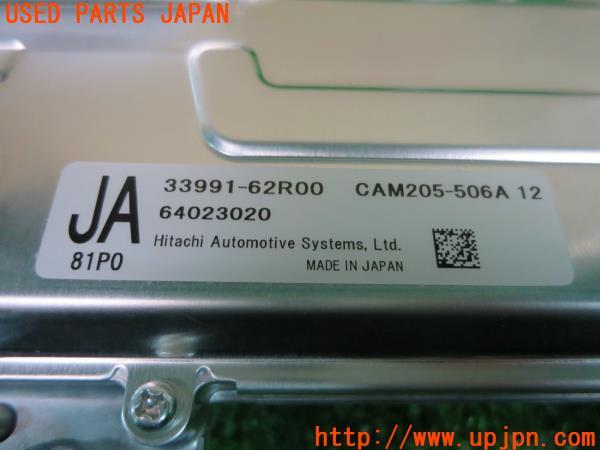 USED PARTS JAPAN
JA
33991-62R00 CAM205-506A 12
64023020
81P0 Hitachi Automotive Systems, Ltd.
MADE IN JAPAN
http://www.upjpn.com